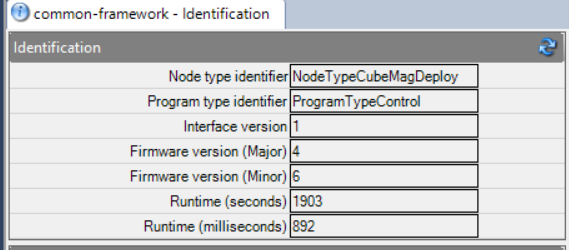 common-framework - Identification
Identification
Node type identifier NodeTypeCubeMagDeploy
Program type identifier ProgramTypeControl
Interface version 1
Firmware version (Major) 4
Firmware version (Minor) 6
Runtime (seconds) 1903
Runtime (milliseconds) 892